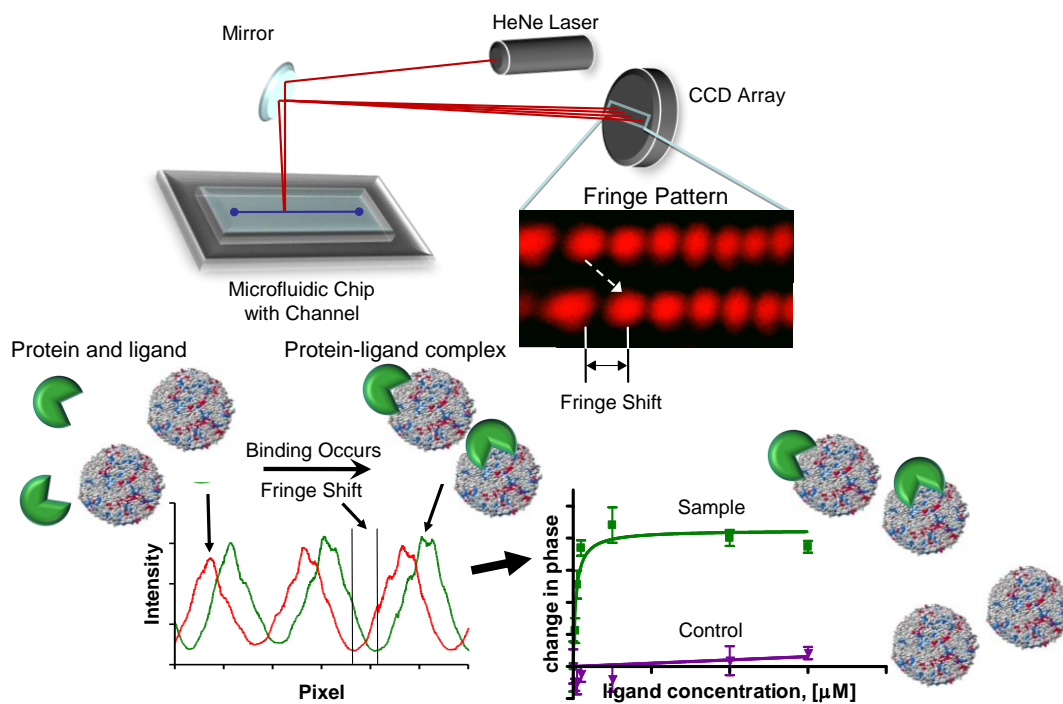 HeNe Laser
Mirror
CCD Array
Fringe Pattern
Microfluidic Chip
with Channel
Fringe Shift
Protein and ligand
Protein-ligand complex
Binding Occurs
Fringe Shift
Intensity
Pixel
Sample
Control
change in phase
ligand concentration, [μM]